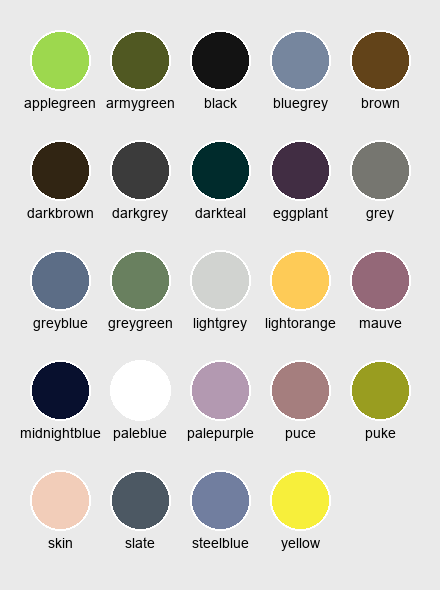 applegreen armygreen black bluegrey brown
darkbrown darkgrey darkteal eggplant grey
greyblue greygreen lightgrey lightorange mauve
midnightblue paleblue palepurple puce puke
skin slate steelblue yellow